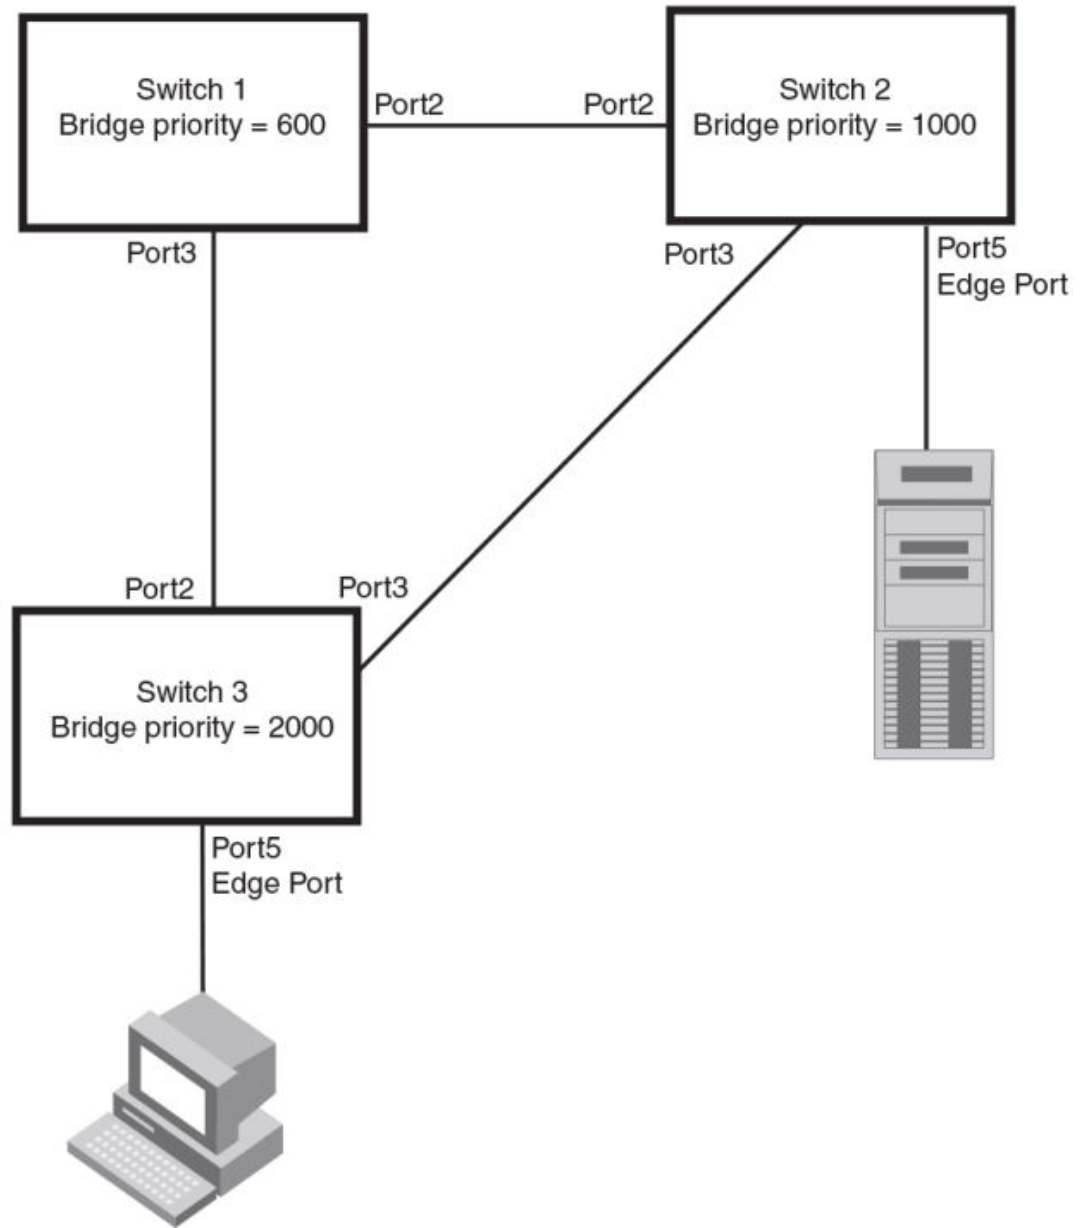 Switch 1
Bridge priority = 600
Port2
Port2
Switch 2
Bridge priority = 1000
Port3
Port3
Port5
Edge Port
Port2
Port3
Switch 3
Bridge priority = 2000
Port5
Edge Port